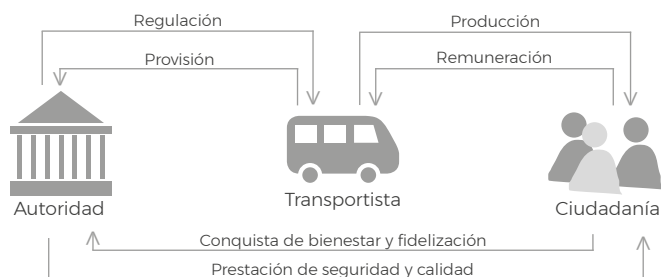 Regulación
Producción
Provisión
Remuneración
Autoridad
Transportista
Ciudadanía
Conquista de bienestar y fidelización
Prestación de seguridad y calidad